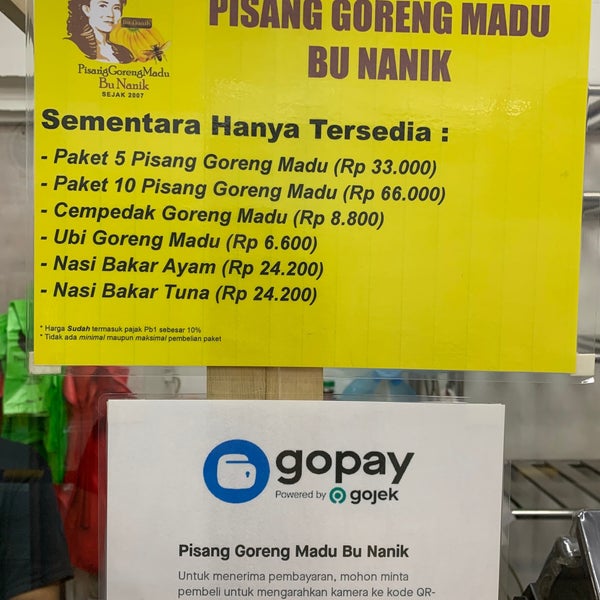 PISANG GORENG MADU
BU NANIK
PisangGorengMadu
Bu Nanik
SEJAK 2007
Sementara Hanya Tersedia :
- Paket 5 Pisang Goreng Madu (Rp 33.000)
- Paket 10 Pisang Goreng Madu (Rp 66.000)
- Cempedak Goreng Madu (Rp 8.800)
- Ubi Goreng Madu (Rp 6.600)
- Nasi Bakar Ayam (Rp 24.200)
- Nasi Bakar Tuna (Rp 24.200)
* Harga Sudah termasuk pajak Pb1 sebesar 10%
* Tidak ada minimal maupun maksimal pembelian paket
gopay
Powered by gojek
Pisang Goreng Madu Bu Nanik
Untuk menerima pembayaran, mohon minta
pembeli untuk mengarahkan kamera ke kode QR-